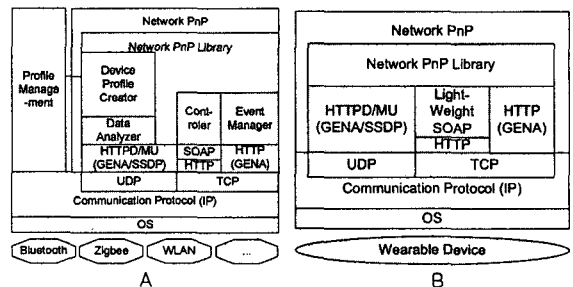 Network PnP
Network PnP Library
Profile
Manage
-ment
Device
Profile
Creator
Data
Analyzer
Cont-
roler
Event
Manager
HTTPD/MU
(GENA/SSDP)
SOAP
HTTP
HTTP
(GENA)
UDP
TCP
Communication Protocol (IP)
OS
Bluetooth
Zigbee
WLAN
...
A
Network PnP
Network PnP Library
HTTPD/MU
(GENA/SSDP)
Light-
Weight
SOAP
HTTP
HTTP
(GENA)
UDP
TCP
Communication Protocol (IP)
OS
Wearable Device
B